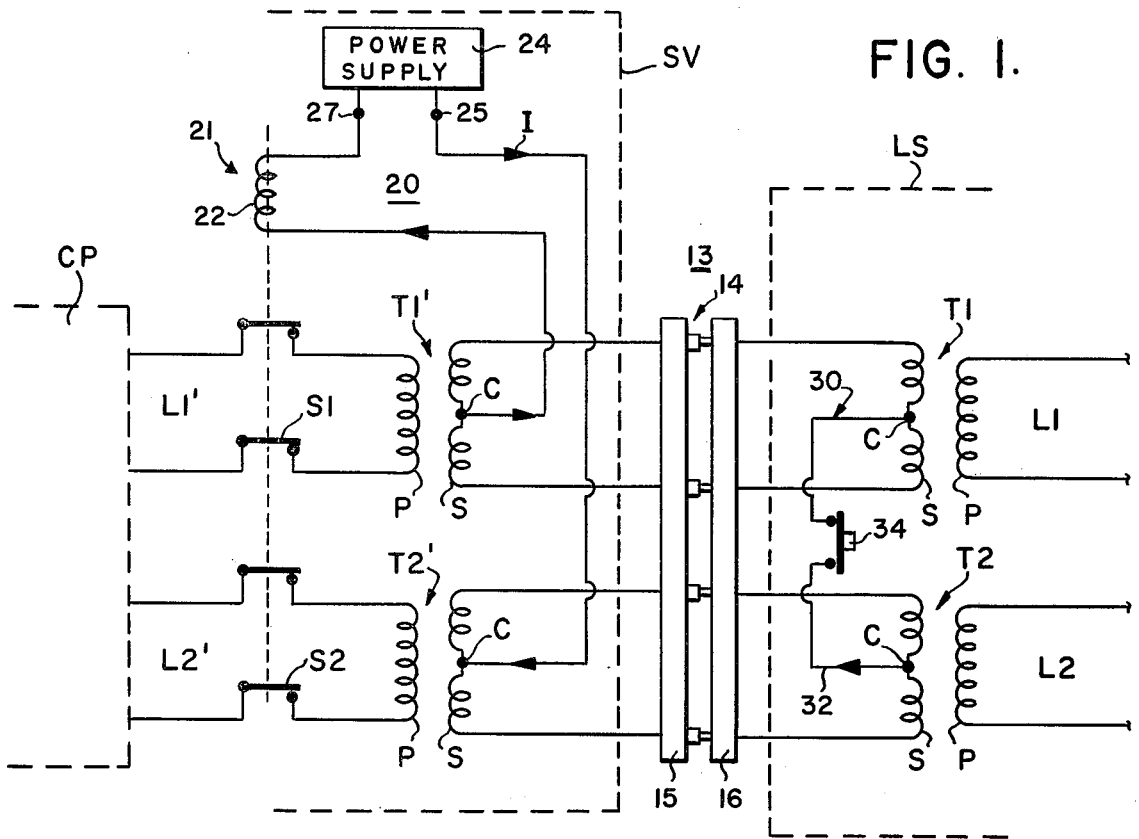 POWER
SUPPLY
24
SV
FIG. 1.
27
25
I
21
22
20
LS
CP
13
14
T1'
T1
C
30
L1'
S1
C
L1
P
S
S
P
34
T2'
T2
C
C
L2'
S2
L2
32
P
S
S
P
15
16